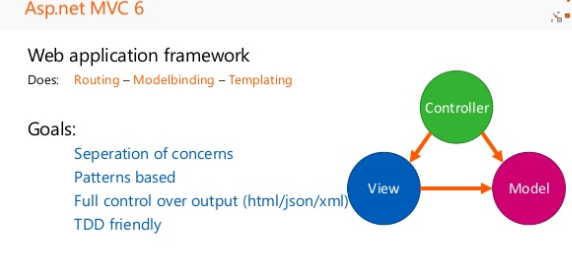 Asp.net MVC 6
Web application framework
Does: Routing – Modelbinding – Templating
Goals:
Seperation of concerns
Patterns based
Full control over output (html/json/xml)
TDD friendly
Controller
View
Model